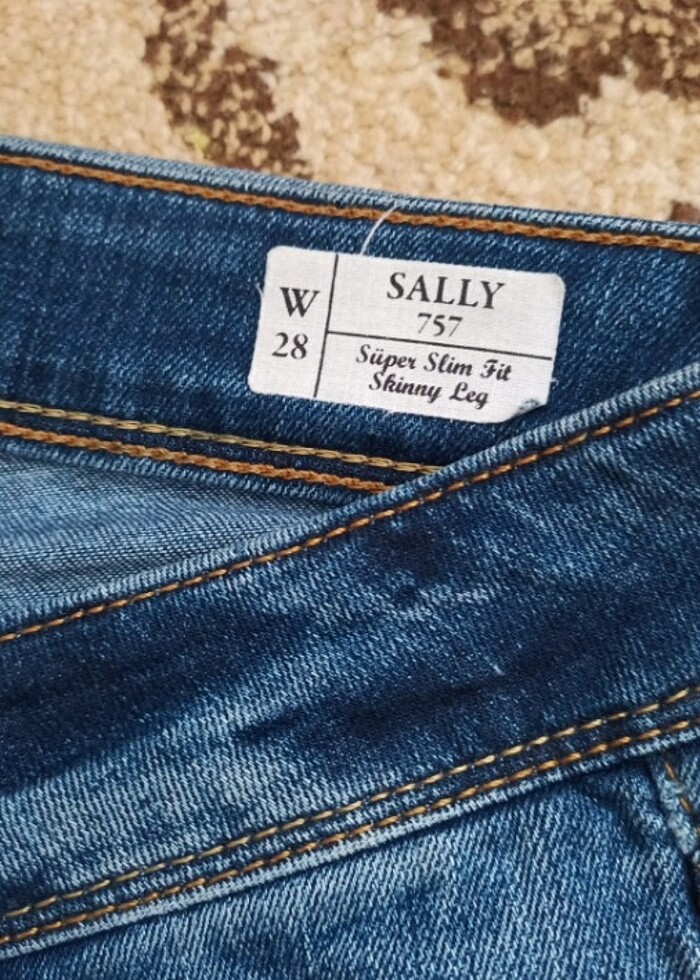 W
28
SALLY
757
Süper Slim Fit
Skinny Leg